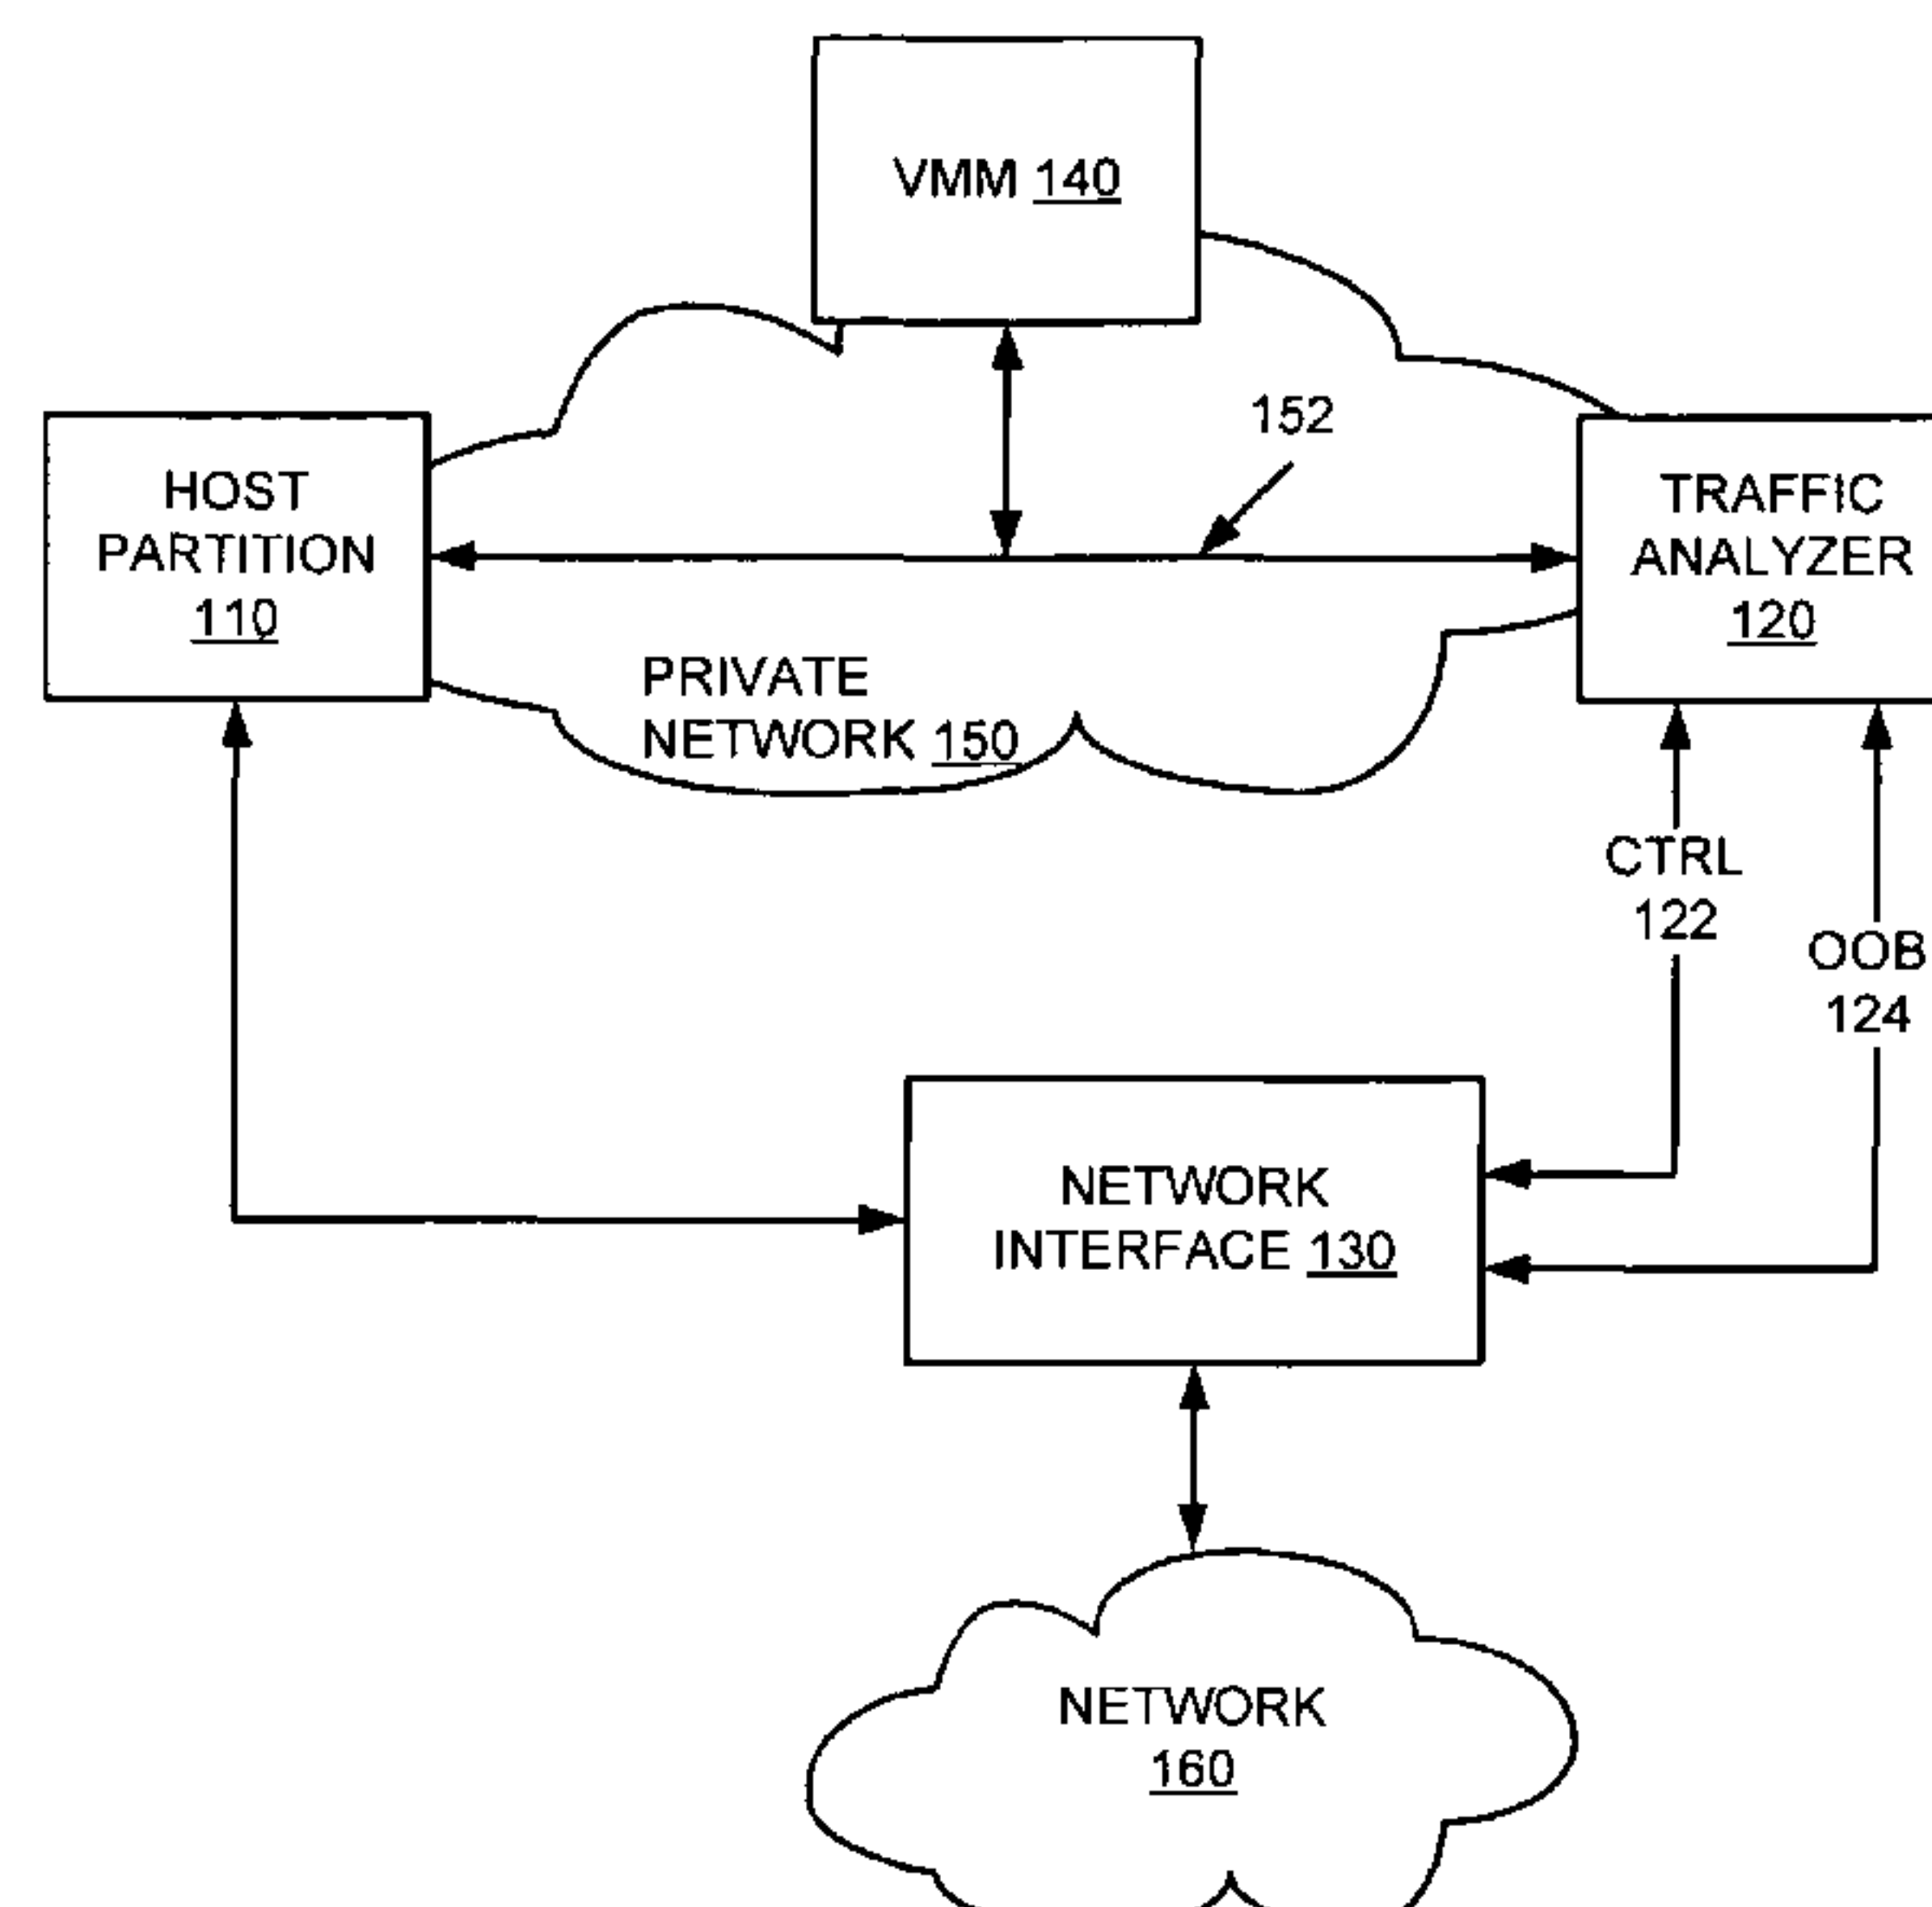 VMM 140
152
HOST
PARTITION
110
TRAFFIC
ANALYZER
120
PRIVATE
NETWORK 150
CTRL
122
OOB
124
NETWORK
INTERFACE 130
NETWORK
160